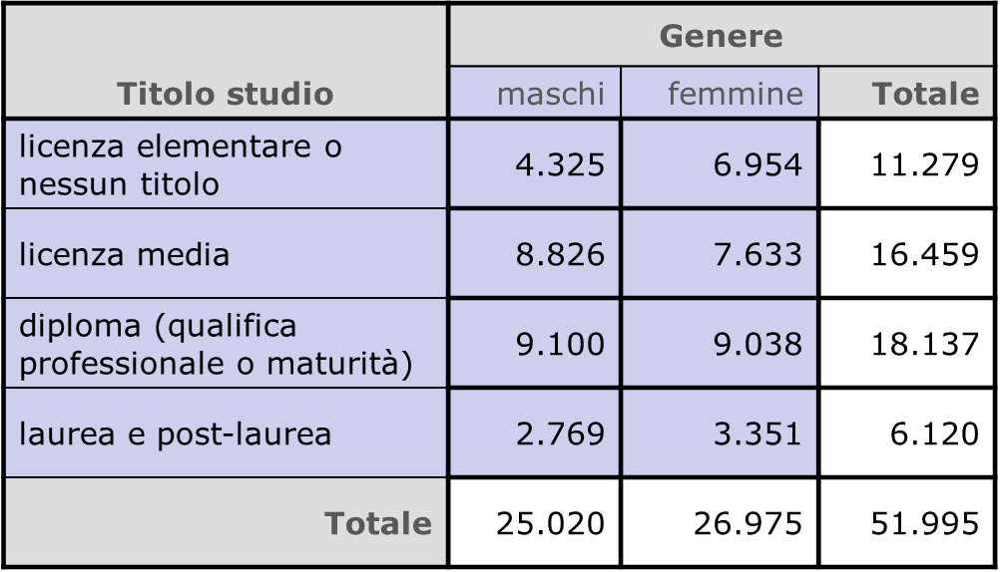 Genere
Titolo studio maschi femmine Totale
licenza elementare o
nessun titolo 4.325 6.954 11.279
licenza media 8.826 7.633 16.459
diploma (qualifica
professionale o maturità) 9.100 9.038 18.137
laurea e post-laurea 2.769 3.351 6.120
Totale 25.020 26.975 51.995